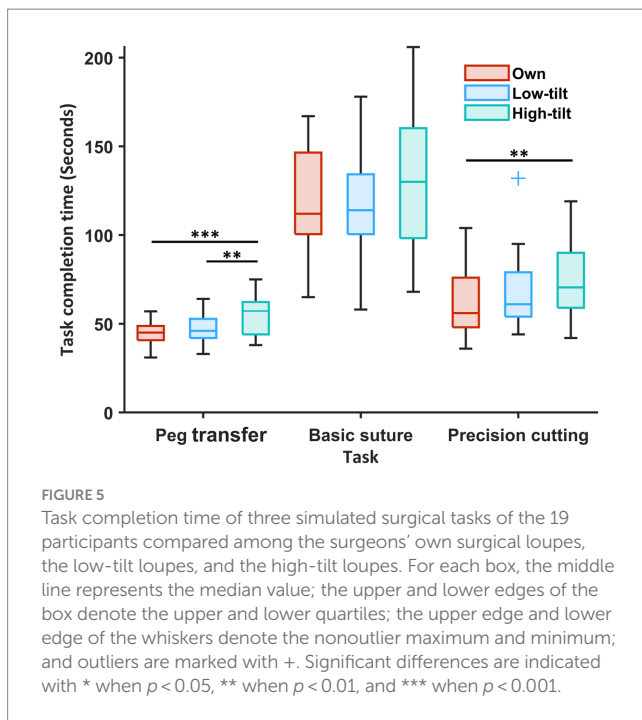 200
150
100
50
0
Task completion time (Seconds)
Own
Low-tilt
High-tilt
***
**
**
Peg transfer
Basic suture
Precision cutting
Task
FIGURE 5
Task completion time of three simulated surgical tasks of the 19
participants compared among the surgeons’ own surgical loupes,
the low-tilt loupes, and the high-tilt loupes. For each box, the middle
line represents the median value; the upper and lower edges of the
box denote the upper and lower quartiles; the upper edge and lower
edge of the whiskers denote the nonoutlier maximum and minimum;
and outliers are marked with +. Significant differences are indicated
with * when p < 0.05, ** when p < 0.01, and *** when p < 0.001.